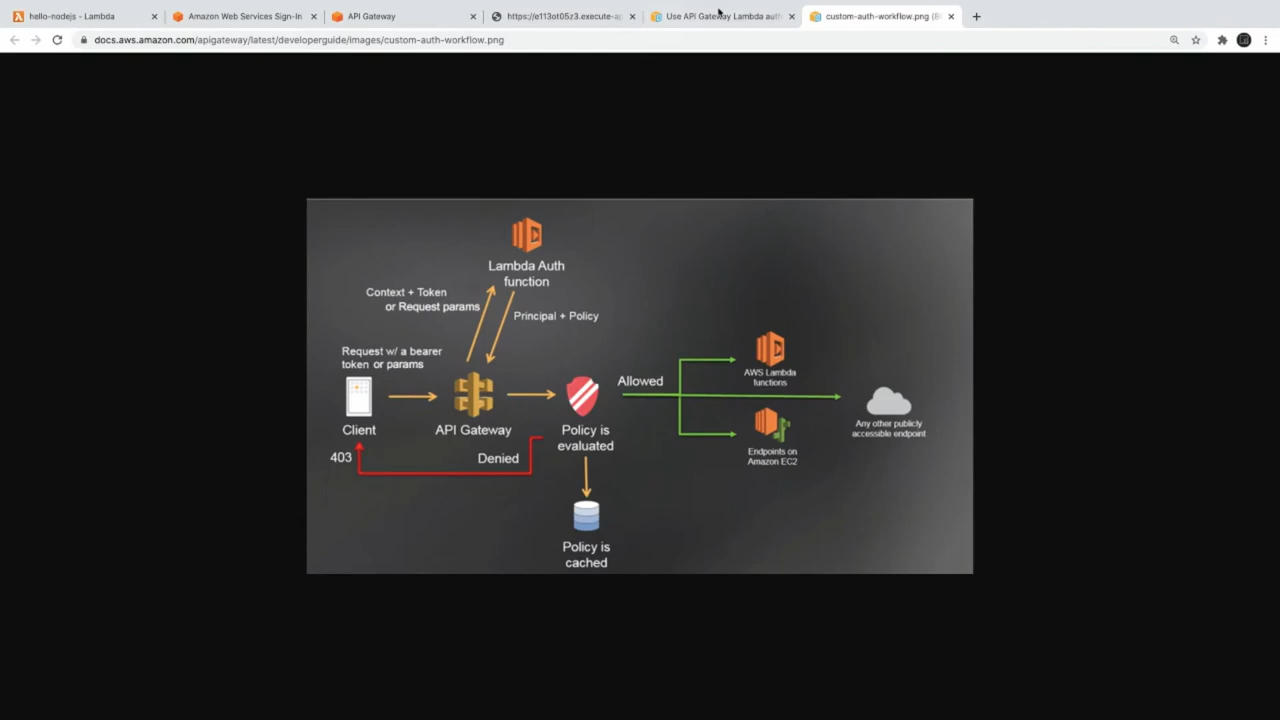 hello-nodejs - Lambda
Amazon Web Services Sign-In
API Gateway
https://e113ot05z3.execute-ap
Use API Gateway Lambda auth
custom-auth-workflow.png (8
docs.aws.amazon.com/apigateway/latest/developerguide/images/custom-auth-workflow.png
Lambda Auth
function
Context + Token
or Request params
Principal + Policy
Request w/ a bearer
token or params
Client
API Gateway
Policy is
evaluated
Allowed
AWS Lambda
functions
Any other publicly
accessible endpoint
Endpoints on
Amazon EC2
403
Denied
Policy is
cached